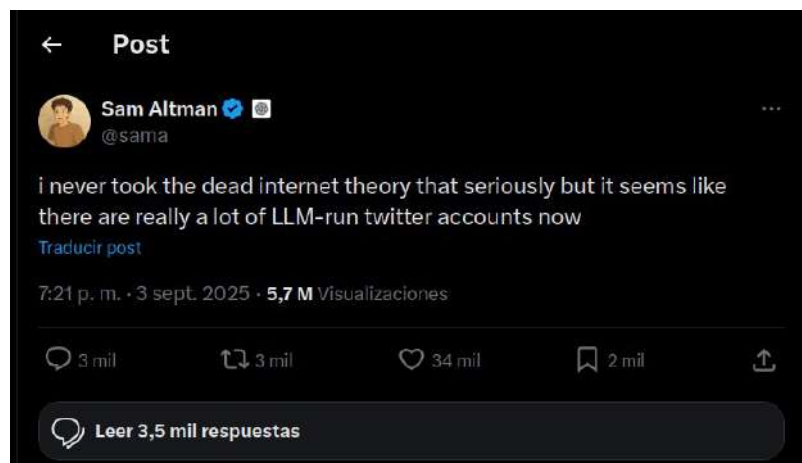 Post
Sam Altman
@sama
i never took the dead internet theory that seriously but it seems like
there are really a lot of LLM-run twitter accounts now
Traducir post
7:21 p. m. · 3 sept. 2025 · 5,7 M Visualizaciones
3 mil 3 mil 34 mil 2 mil
Leer 3,5 mil respuestas